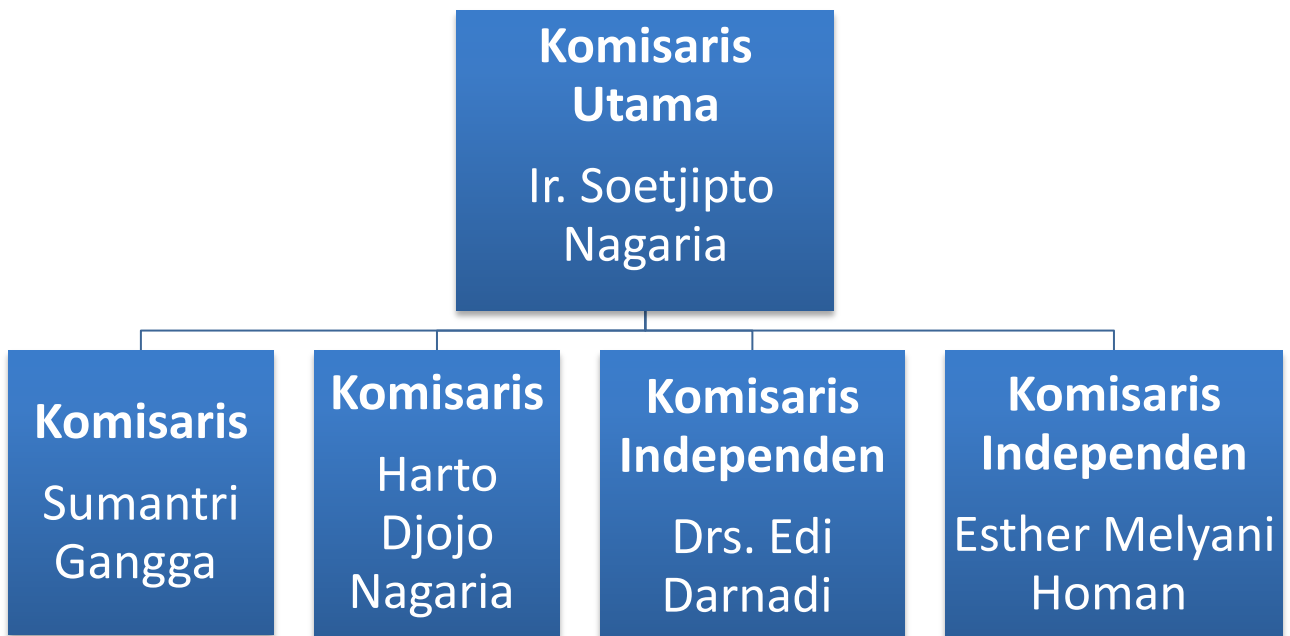 Komisaris
Utama
Ir. Soetjipto
Nagaria
Komisaris
Sumantri
Gangga
Komisaris
Harto
Djojo
Nagaria
Komisaris
Independen
Drs. Edi
Darnadi
Komisaris
Independen
Esther Melyani
Homan